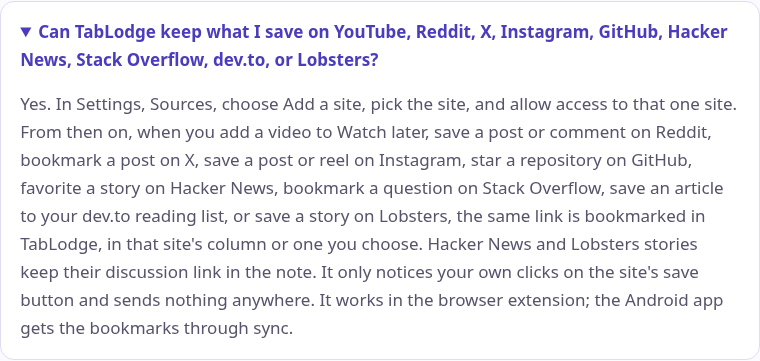 ▼ Can TabLodge keep what I save on YouTube, Reddit, X, Instagram, GitHub, Hacker
News, Stack Overflow, dev.to, or Lobsters?
Yes. In Settings, Sources, choose Add a site, pick the site, and allow access to that one site.
From then on, when you add a video to Watch later, save a post or comment on Reddit,
bookmark a post on X, save a post or reel on Instagram, star a repository on GitHub,
favorite a story on Hacker News, bookmark a question on Stack Overflow, save an article
to your dev.to reading list, or save a story on Lobsters, the same link is bookmarked in
TabLodge, in that site's column or one you choose. Hacker News and Lobsters stories
keep their discussion link in the note. It only notices your own clicks on the site's save
button and sends nothing anywhere. It works in the browser extension; the Android app
gets the bookmarks through sync.